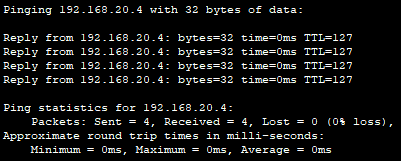 Pinging 192.168.20.4 with 32 bytes of data:
Reply from 192.168.20.4: bytes=32 time=0ms TTL=127
Reply from 192.168.20.4: bytes=32 time=0ms TTL=127
Reply from 192.168.20.4: bytes=32 time=0ms TTL=127
Reply from 192.168.20.4: bytes=32 time=0ms TTL=127
Ping statistics for 192.168.20.4:
Packets: Sent = 4, Received = 4, Lost = 0 (0% loss),
Approximate round trip times in milli-seconds:
Minimum = 0ms, Maximum = 0ms, Average = 0ms